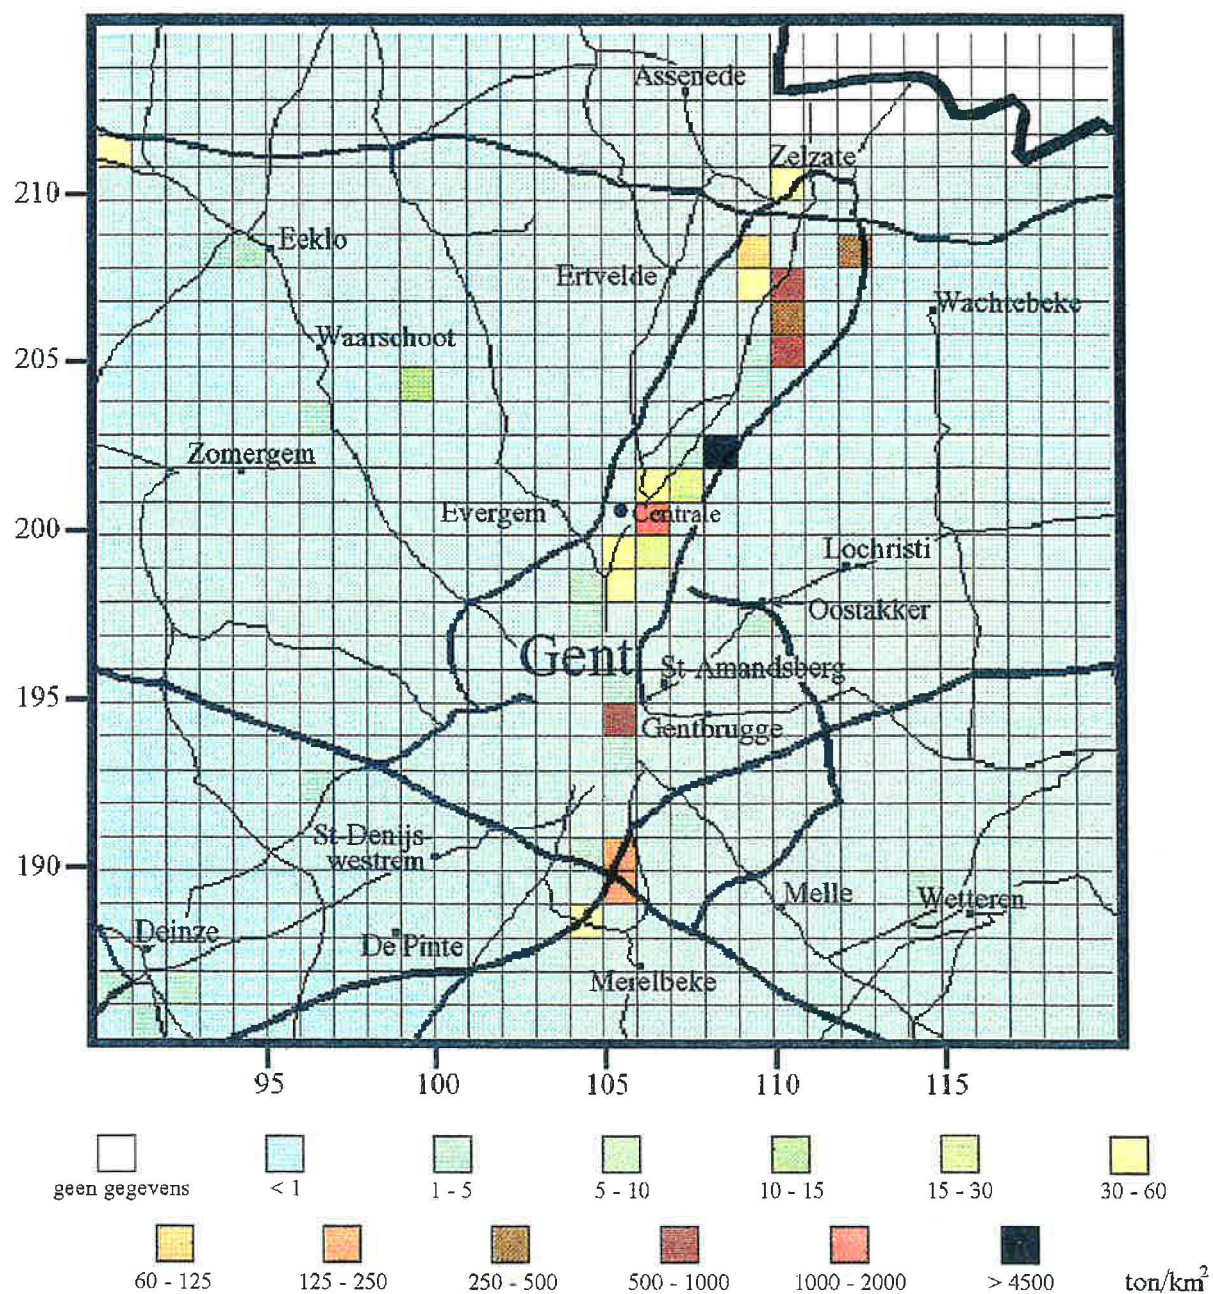 Assenede
Zelzate
210
Eeklo
Ertvelde
Wachtebeke
Waarschoot
205
Zomergem
Evergem
Centrale
200
Lochristi
Oostakker
Gent
St-Amandsberg
195
Gentbrugge
St-Denijs-
westrem
190
Melle
Wetteren
Deinze
De Pinte
Merelbeke
95 100 105 110 115
geen gegevens < 1 1 - 5 5 - 10 10 - 15 15 - 30 30 - 60
60 - 125 125 - 250 250 - 500 500 - 1000 1000 - 2000 > 4500 ton/km²